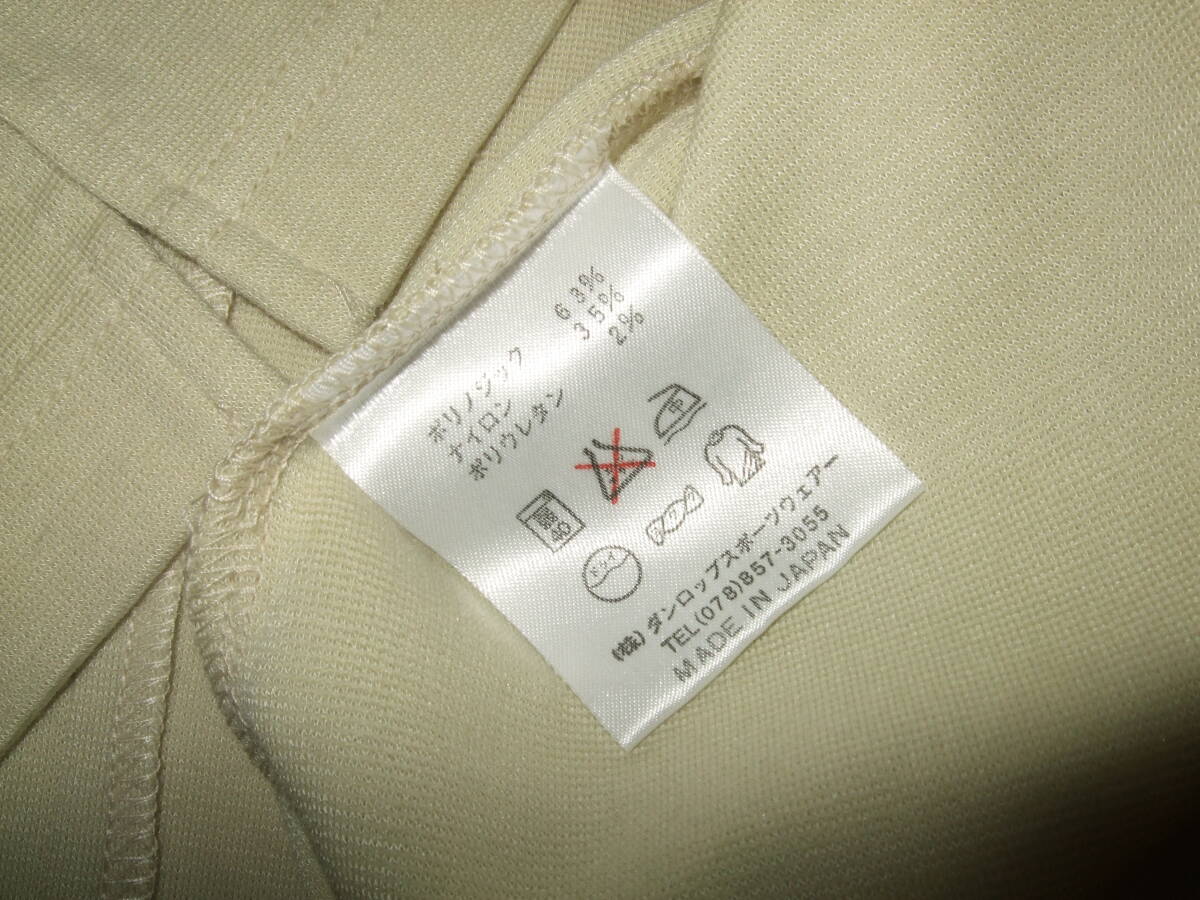 ポリノジック 63%
ナイロン 35%
ポリウレタン 2%
中
40
ドライ
(株)ダンロップスポーツウェアー
TEL(078)857-3055
MADE IN JAPAN